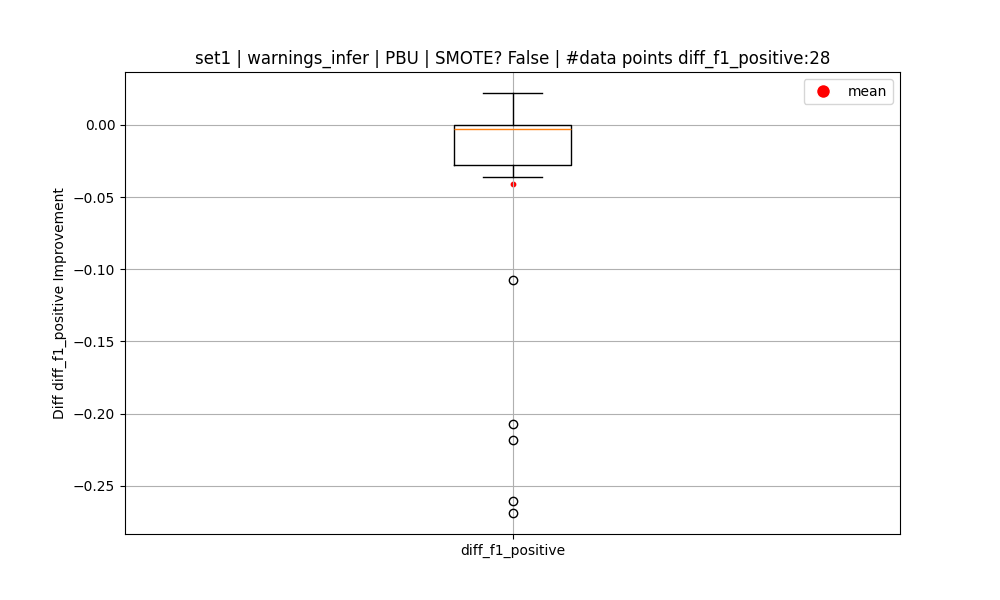 set1 | warnings_infer | PBU | SMOTE? False | #data points diff_f1_positive:28
mean
0.00
−0.05
−0.10
−0.15
−0.20
−0.25
Diff diff_f1_positive Improvement
diff_f1_positive